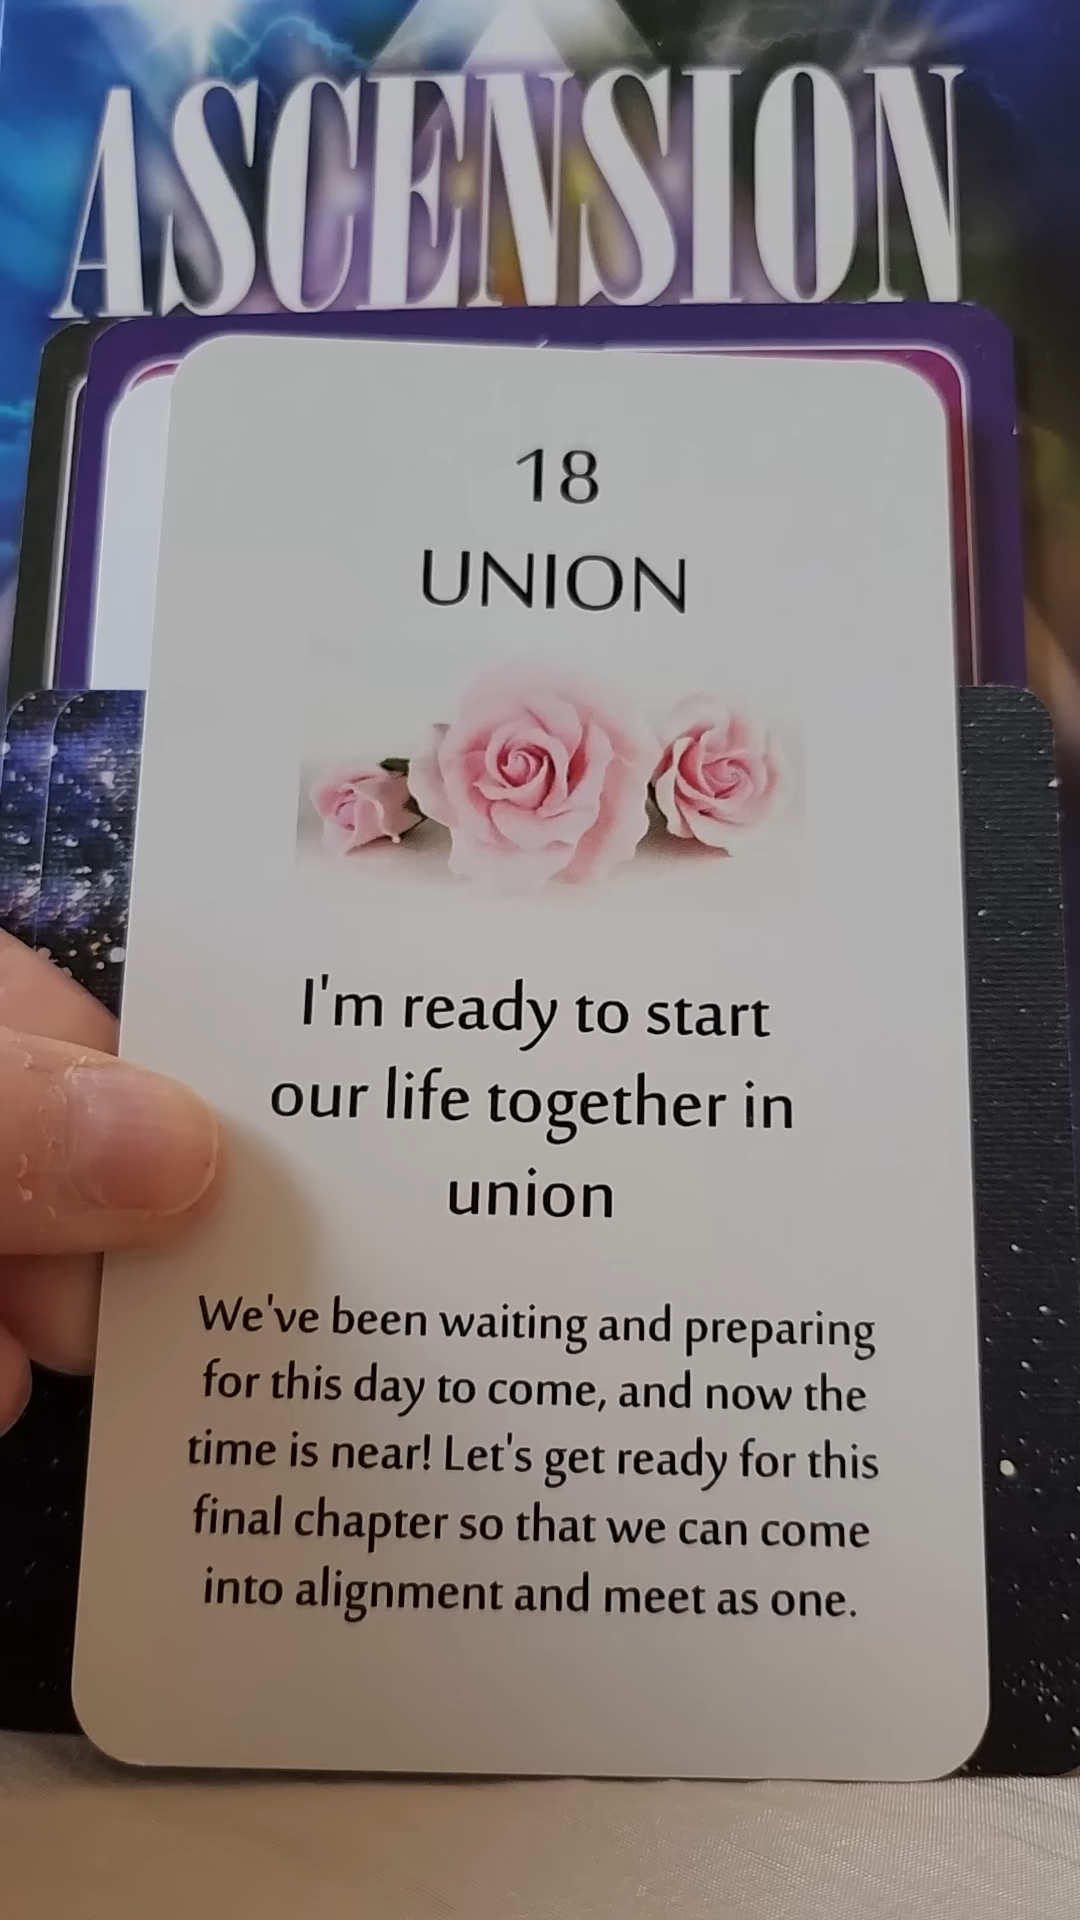 ASCENSION
18
UNION
I'm ready to start
our life together in
union
We've been waiting and preparing
for this day to come, and now the
time is near! Let's get ready for this
final chapter so that we can come
into alignment and meet as one.